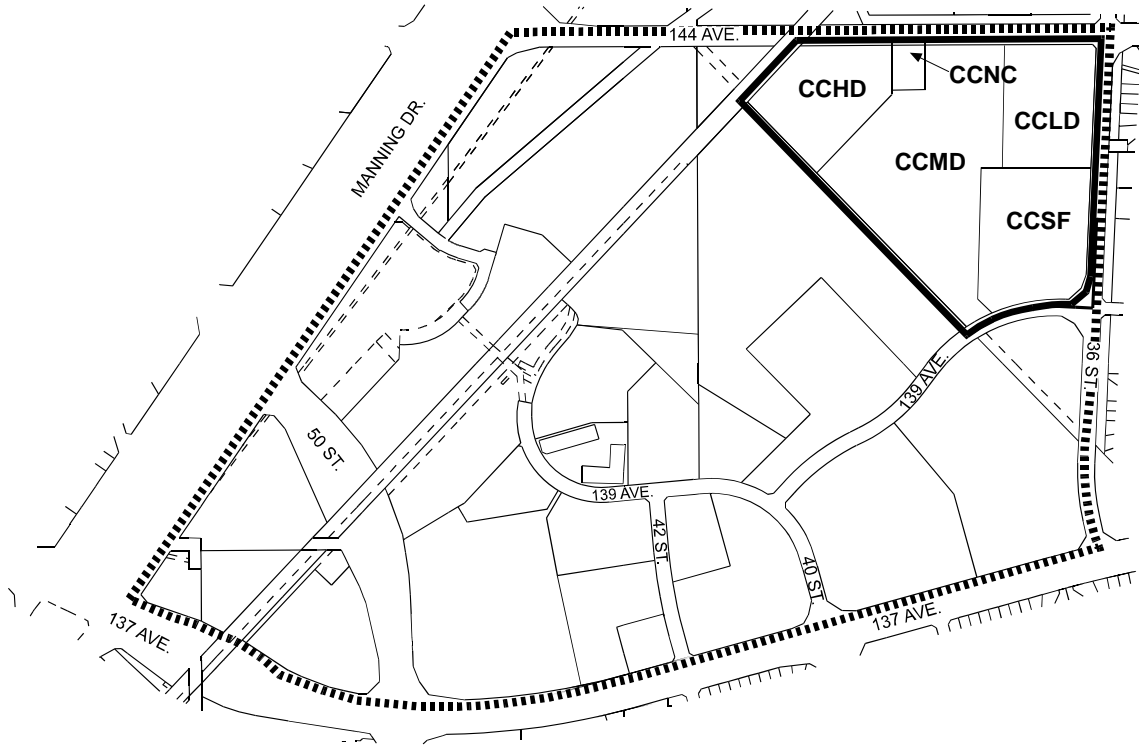 144 AVE.
CCNC
CCHD
CCLD
MANNING DR.
CCMD
CCSF
36 ST.
139 AVE.
50 ST.
139 AVE.
42 ST.
40 ST.
137 AVE.
137 AVE.